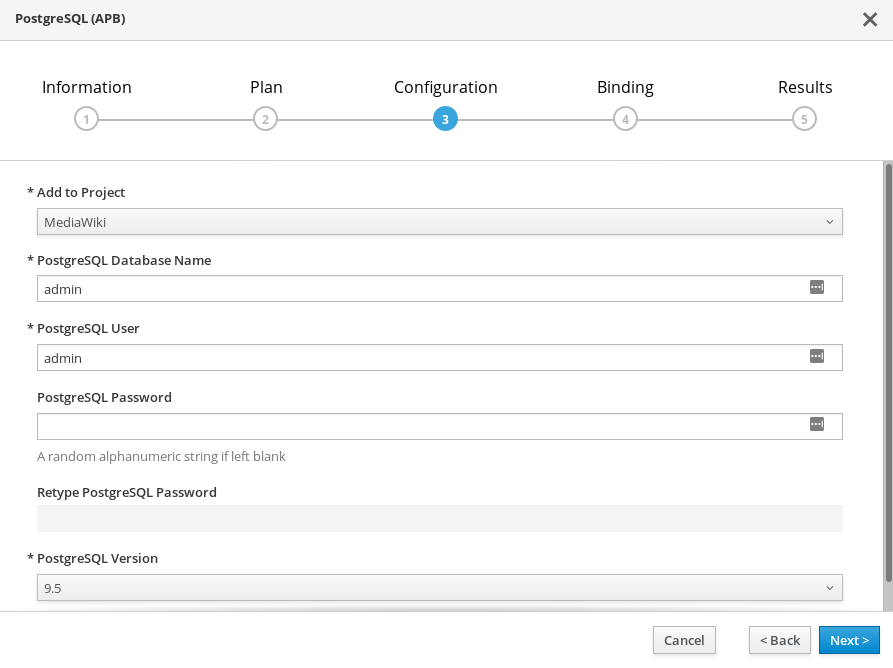 PostgreSQL (APB)
Information Plan Configuration Binding Results
1 2 3 4 5
* Add to Project
MediaWiki
* PostgreSQL Database Name
admin
* PostgreSQL User
admin
PostgreSQL Password
A random alphanumeric string if left blank
Retype PostgreSQL Password
* PostgreSQL Version
9.5
Cancel < Back Next >